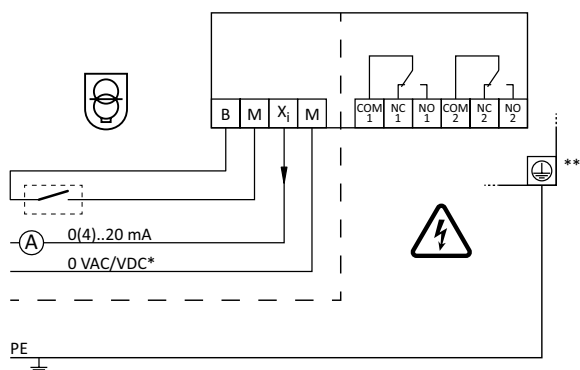 B M Xi M COM 1 NC 1 NO 1 COM 2 NC 2 NO 2
**
A 0(4)..20 mA
0 VAC/VDC*
PE